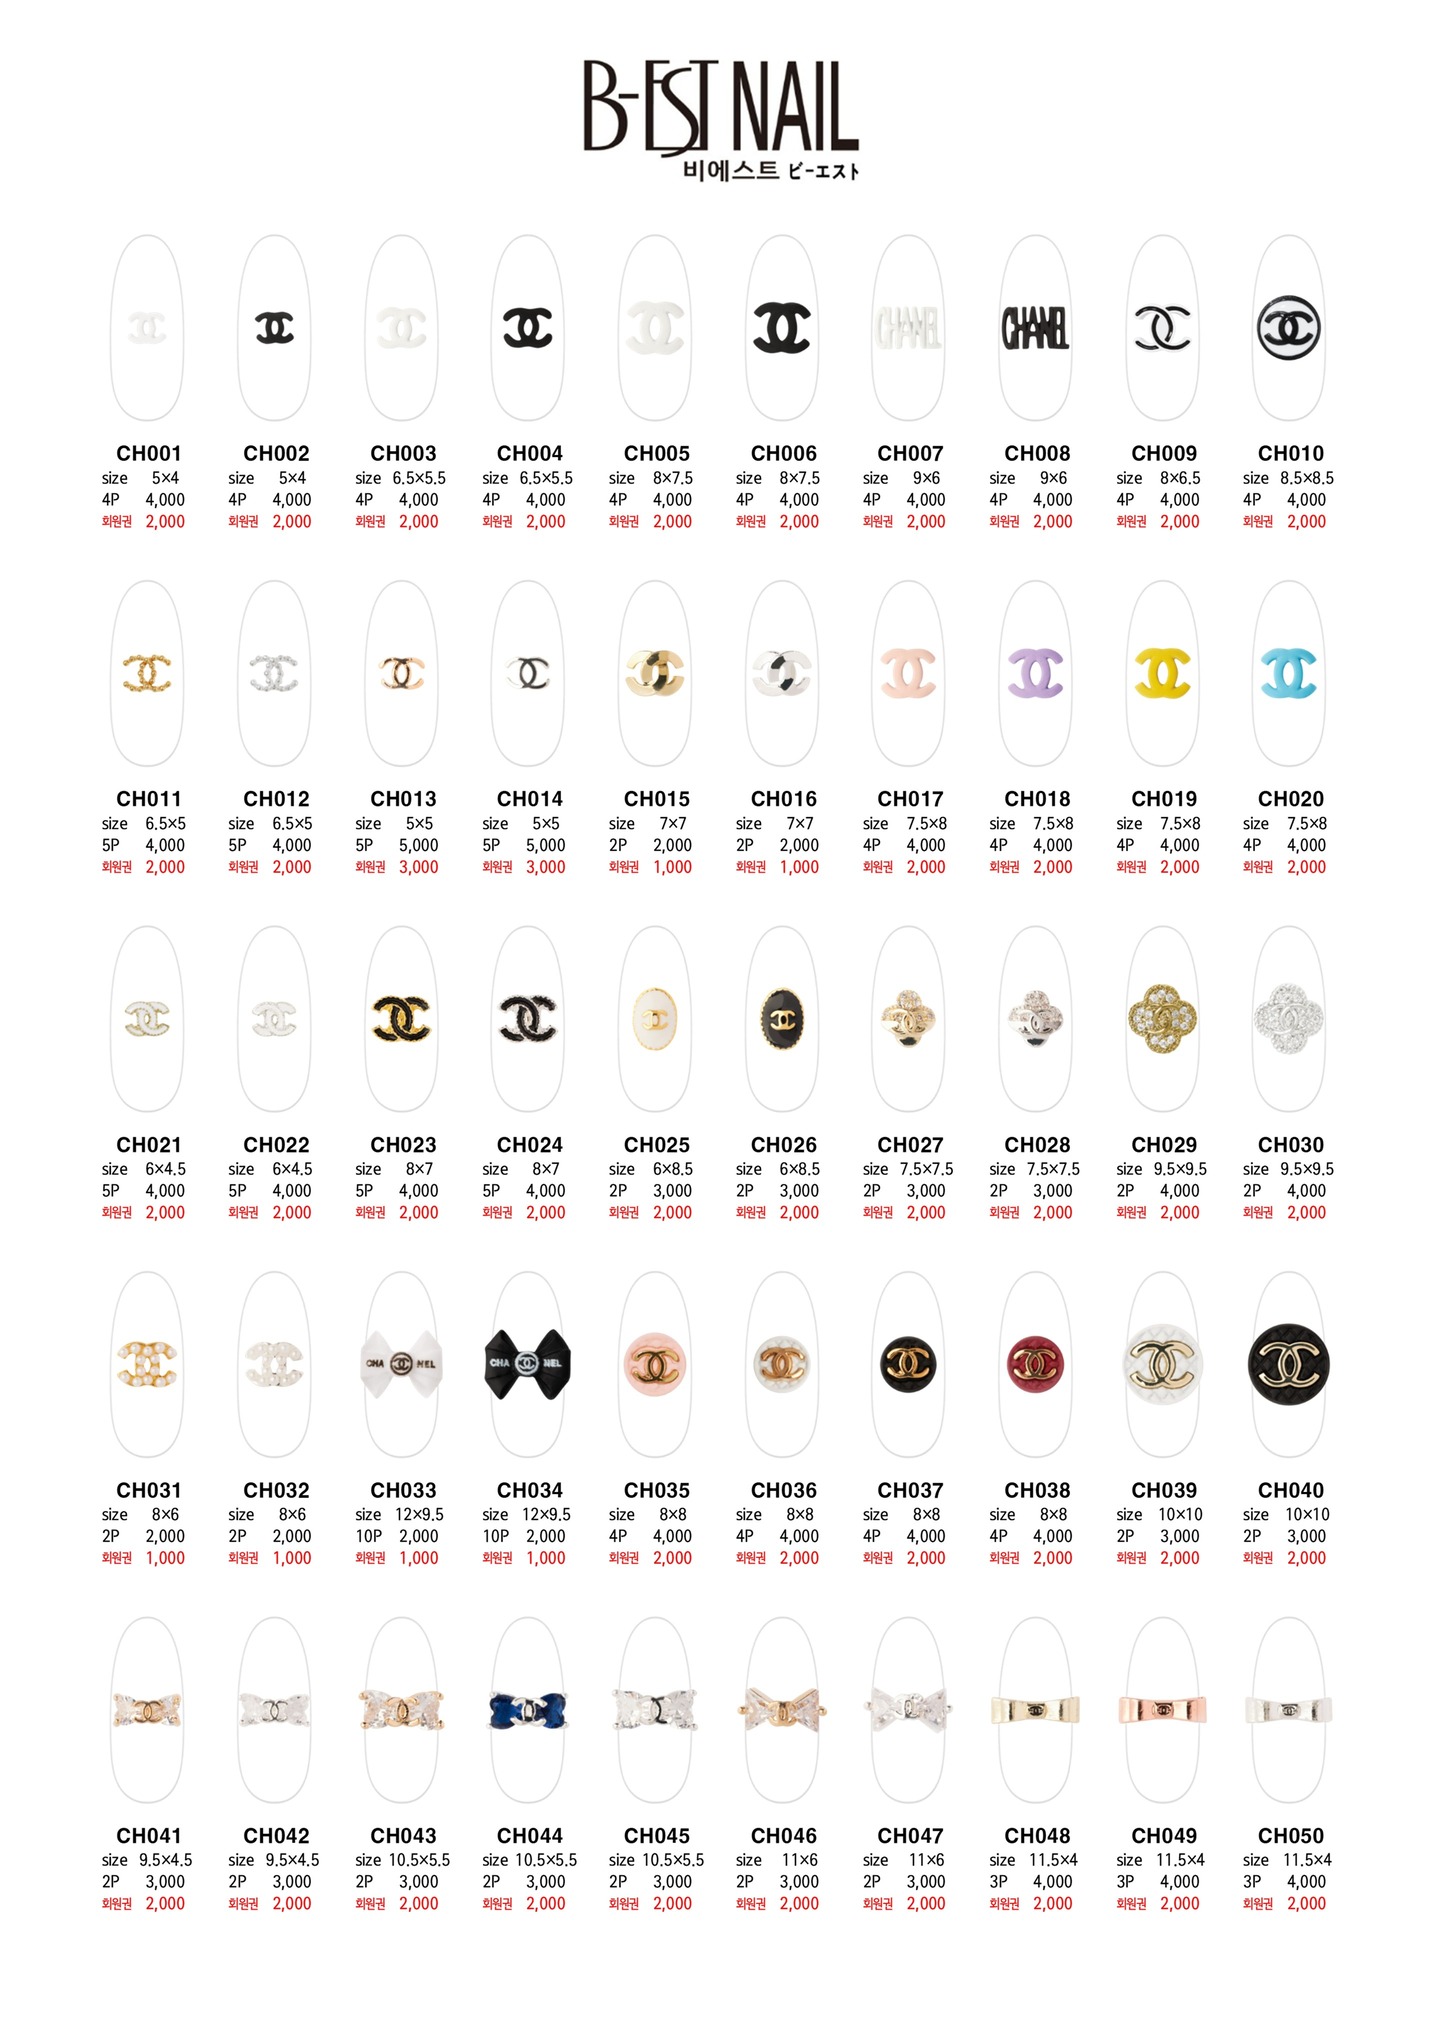 B-EST NAIL
비에스트 ビーエスト
CHANEL CHANEL
CH001 CH002 CH003 CH004 CH005 CH006 CH007 CH008 CH009 CH010
size 5×4 size 5×4 size 6.5×5.5 size 6.5×5.5 size 8×7.5 size 8×7.5 size 9×6 size 9×6 size 8×6.5 size 8.5×8.5
4P 4,000 4P 4,000 4P 4,000 4P 4,000 4P 4,000 4P 4,000 4P 4,000 4P 4,000 4P 4,000 4P 4,000
회원권 2,000 회원권 2,000 회원권 2,000 회원권 2,000 회원권 2,000 회원권 2,000 회원권 2,000 회원권 2,000 회원권 2,000 회원권 2,000
CH011 CH012 CH013 CH014 CH015 CH016 CH017 CH018 CH019 CH020
size 6.5×5 size 6.5×5 size 5×5 size 5×5 size 7×7 size 7×7 size 7.5×8 size 7.5×8 size 7.5×8 size 7.5×8
5P 4,000 5P 4,000 5P 5,000 5P 5,000 2P 2,000 2P 2,000 4P 4,000 4P 4,000 4P 4,000 4P 4,000
회원권 2,000 회원권 2,000 회원권 3,000 회원권 3,000 회원권 1,000 회원권 1,000 회원권 2,000 회원권 2,000 회원권 2,000 회원권 2,000
CH021 CH022 CH023 CH024 CH025 CH026 CH027 CH028 CH029 CH030
size 6×4.5 size 6×4.5 size 8×7 size 8×7 size 6×8.5 size 6×8.5 size 7.5×7.5 size 7.5×7.5 size 9.5×9.5 size 9.5×9.5
5P 4,000 5P 4,000 5P 4,000 5P 4,000 2P 3,000 2P 3,000 2P 3,000 2P 3,000 2P 4,000 2P 4,000
회원권 2,000 회원권 2,000 회원권 2,000 회원권 2,000 회원권 2,000 회원권 2,000 회원권 2,000 회원권 2,000 회원권 2,000 회원권 2,000
CHA NEL CHA NEL
CH031 CH032 CH033 CH034 CH035 CH036 CH037 CH038 CH039 CH040
size 8×6 size 8×6 size 12×9.5 size 12×9.5 size 8×8 size 8×8 size 8×8 size 8×8 size 10×10 size 10×10
2P 2,000 2P 2,000 10P 2,000 10P 2,000 4P 4,000 4P 4,000 4P 4,000 4P 4,000 2P 3,000 2P 3,000
회원권 1,000 회원권 1,000 회원권 1,000 회원권 1,000 회원권 2,000 회원권 2,000 회원권 2,000 회원권 2,000 회원권 2,000 회원권 2,000
CH041 CH042 CH043 CH044 CH045 CH046 CH047 CH048 CH049 CH050
size 9.5×4.5 size 9.5×4.5 size 10.5×5.5 size 10.5×5.5 size 10.5×5.5 size 11×6 size 11×6 size 11.5×4 size 11.5×4 size 11.5×4
2P 3,000 2P 3,000 2P 3,000 2P 3,000 2P 3,000 2P 3,000 2P 3,000 3P 4,000 3P 4,000 3P 4,000
회원권 2,000 회원권 2,000 회원권 2,000 회원권 2,000 회원권 2,000 회원권 2,000 회원권 2,000 회원권 2,000 회원권 2,000 회원권 2,000